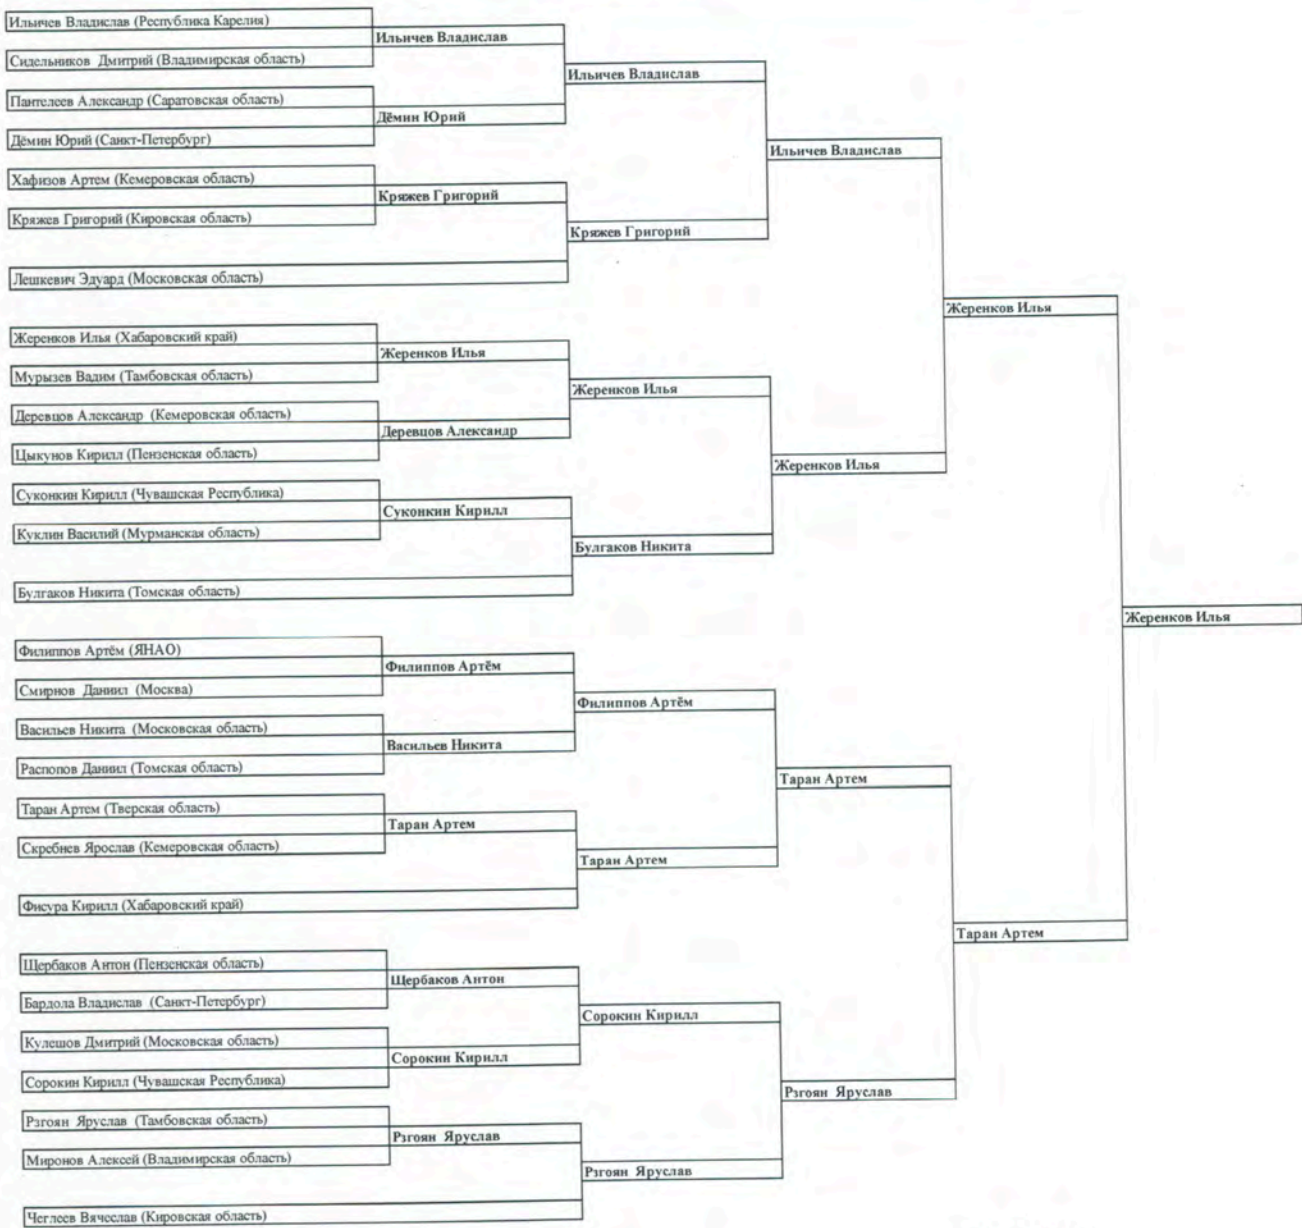 Ильичев Владислав (Республика Карелия)
Ильичев Владислав
Сидельников Дмитрий (Владимирская область)
Ильичев Владислав
Пантелеев Александр (Саратовская область)
Дёмин Юрий
Дёмин Юрий (Санкт-Петербург)
Ильичев Владислав
Хафизов Артем (Кемеровская область)
Кряжев Григорий
Кряжев Григорий (Кировская область)
Кряжев Григорий
Лешкевич Эдуард (Московская область)
Жеренков Илья
Жеренков Илья (Хабаровский край)
Жеренков Илья
Мурызев Вадим (Тамбовская область)
Жеренков Илья
Деревцов Александр (Кемеровская область)
Деревцов Александр
Цыкунов Кирилл (Пензенская область)
Жеренков Илья
Суконкин Кирилл (Чувашская Республика)
Суконкин Кирилл
Куклин Василий (Мурманская область)
Булгаков Никита
Булгаков Никита (Томская область)
Жеренков Илья
Филиппов Артём (ЯНАО)
Филиппов Артём
Смирнов Даниил (Москва)
Филиппов Артём
Васильев Никита (Московская область)
Васильев Никита
Распопов Даниил (Томская область)
Таран Артем
Таран Артем (Тверская область)
Таран Артем
Скребнев Ярослав (Кемеровская область)
Таран Артем
Фисура Кирилл (Хабаровский край)
Таран Артем
Щербаков Антон (Пензенская область)
Щербаков Антон
Бардола Владислав (Санкт-Петербург)
Сорокин Кирилл
Кулешов Дмитрий (Московская область)
Сорокин Кирилл
Сорокин Кирилл (Чувашская Республика)
Рзгоян Яруслав
Рзгоян Яруслав (Тамбовская область)
Рзгоян Яруслав
Миронов Алексей (Владимирская область)
Рзгоян Яруслав
Чеглеев Вячеслав (Кировская область)